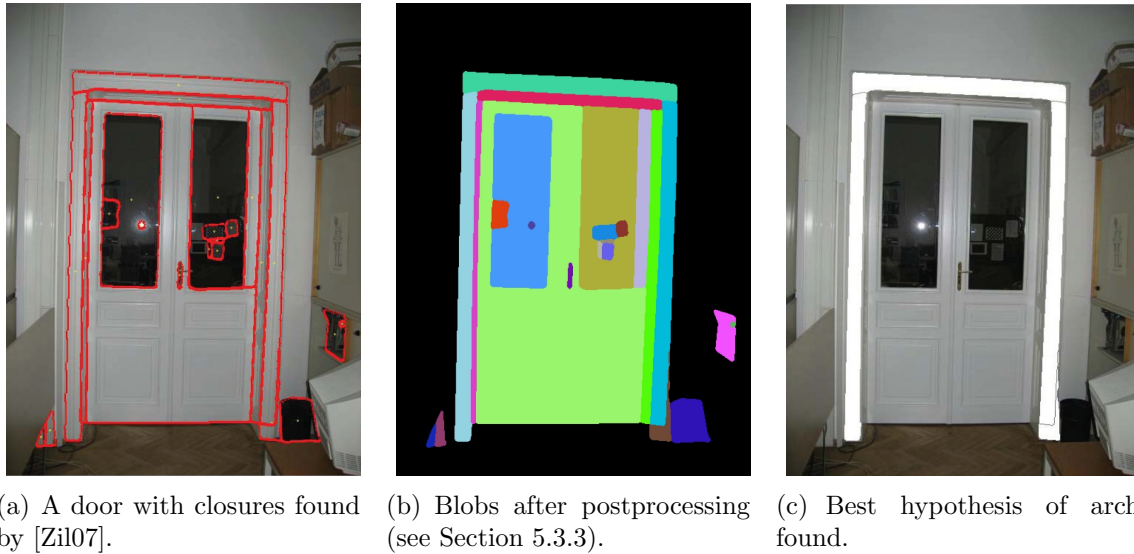 (a) A door with closures found
by [Zil07].
(b) Blobs after postprocessing
(see Section 5.3.3).
(c) Best hypothesis of arch
found.